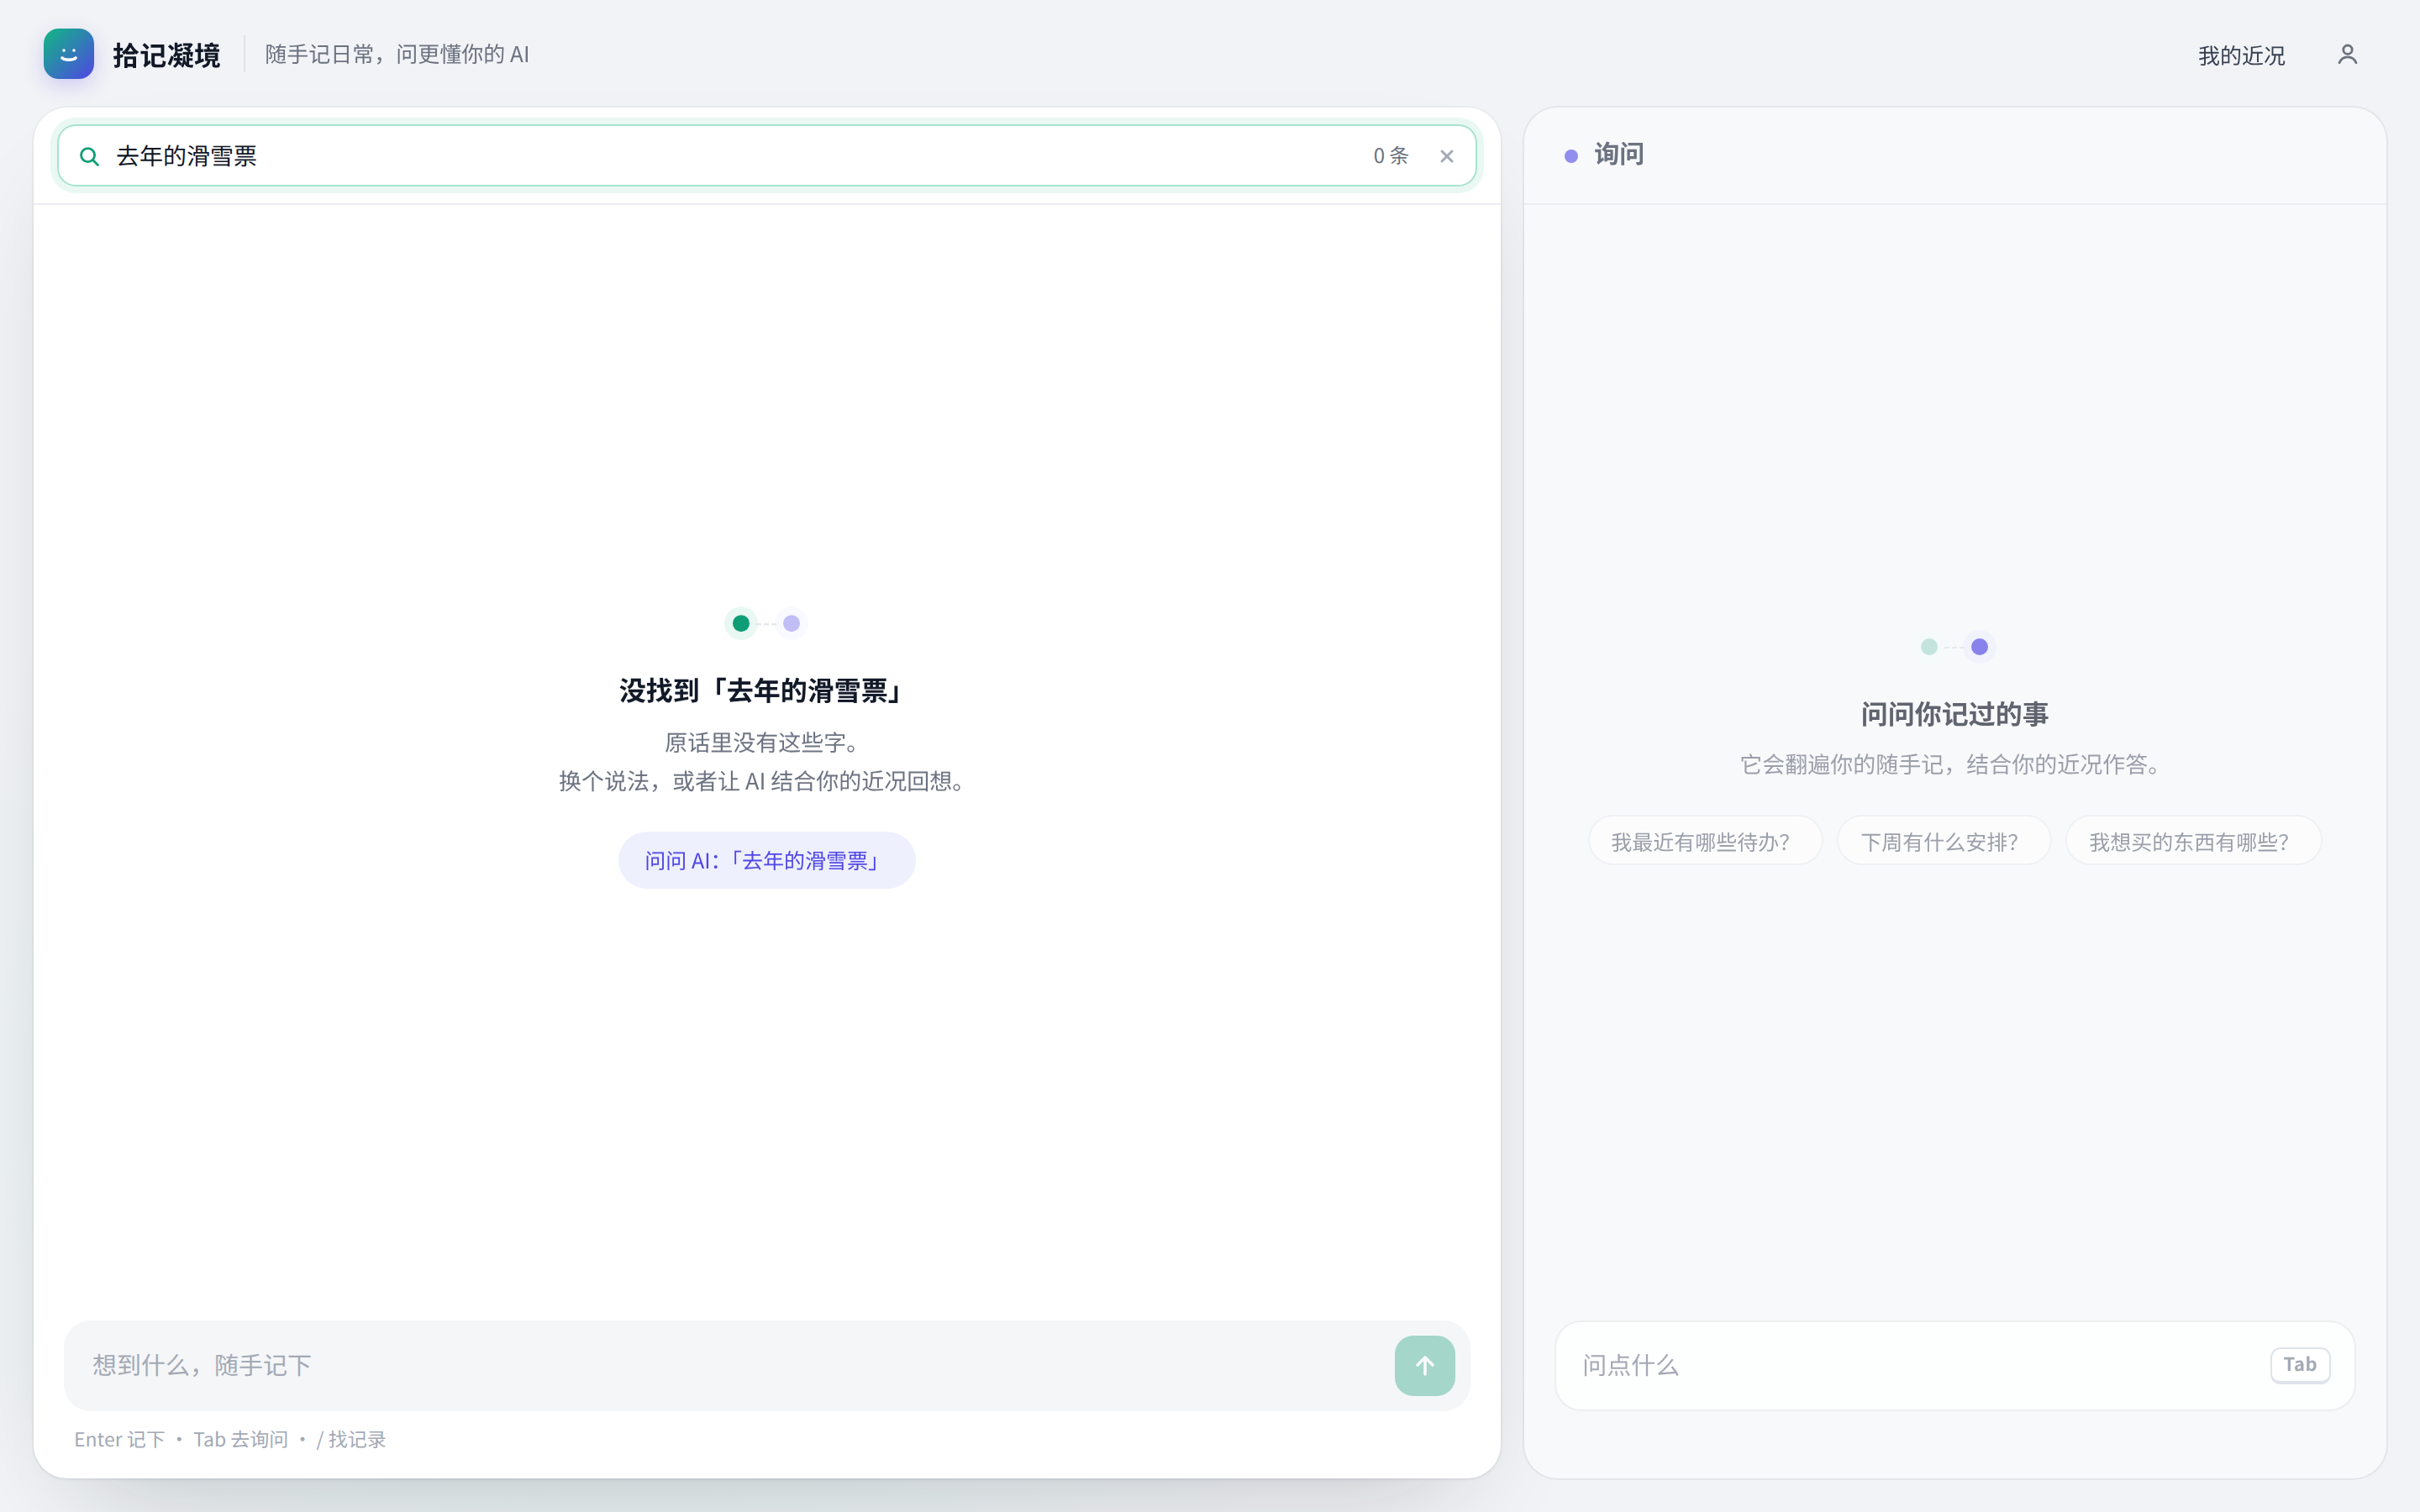 拾记凝境
随手记日常，问更懂你的 AI
我的近况
去年的滑雪票
0 条
没找到「去年的滑雪票」
原话里没有这些字。
换个说法，或者让 AI 结合你的近况回想。
问问 AI：「去年的滑雪票」
想到什么，随手记下
Enter 记下 · Tab 去询问 · / 找记录
询问
问问你记过的事
它会翻遍你的随手记，结合你的近况作答。
我最近有哪些待办？
下周有什么安排？
我想买的东西有哪些？
问点什么
Tab